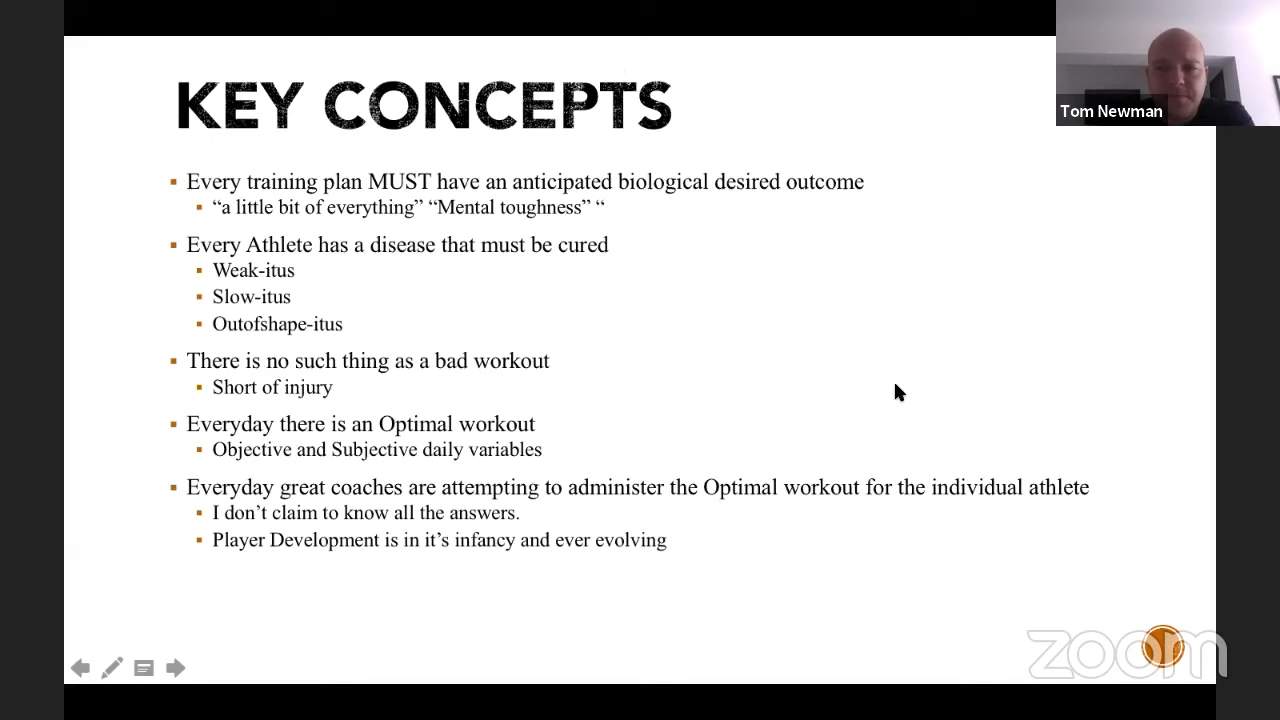 KEY CONCEPTS
Tom Newman
Every training plan MUST have an anticipated biological desired outcome
“a little bit of everything” “Mental toughness” “
Every Athlete has a disease that must be cured
Weak-itus
Slow-itus
Outofshape-itus
There is no such thing as a bad workout
Short of injury
Everyday there is an Optimal workout
Objective and Subjective daily variables
Everyday great coaches are attempting to administer the Optimal workout for the individual athlete
I don’t claim to know all the answers.
Player Development is in it’s infancy and ever evolving
zoom